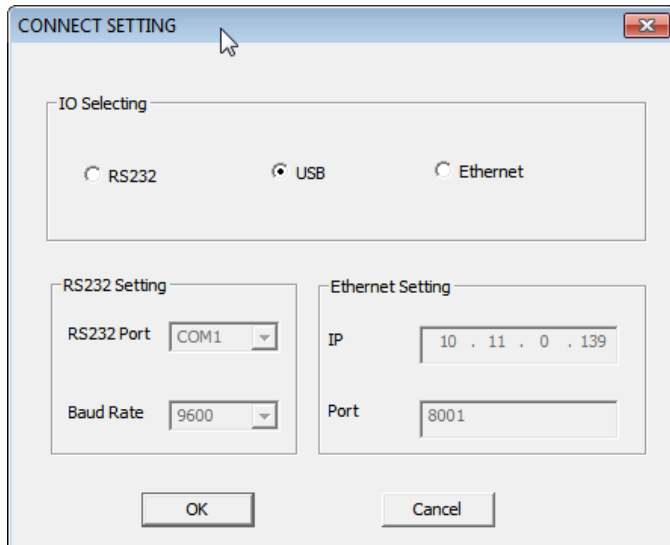 CONNECT SETTING
IO Selecting
RS232 USB Ethernet
RS232 Setting
RS232 Port COM1
Baud Rate 9600
Ethernet Setting
IP 10 . 11 . 0 . 139
Port 8001
OK Cancel